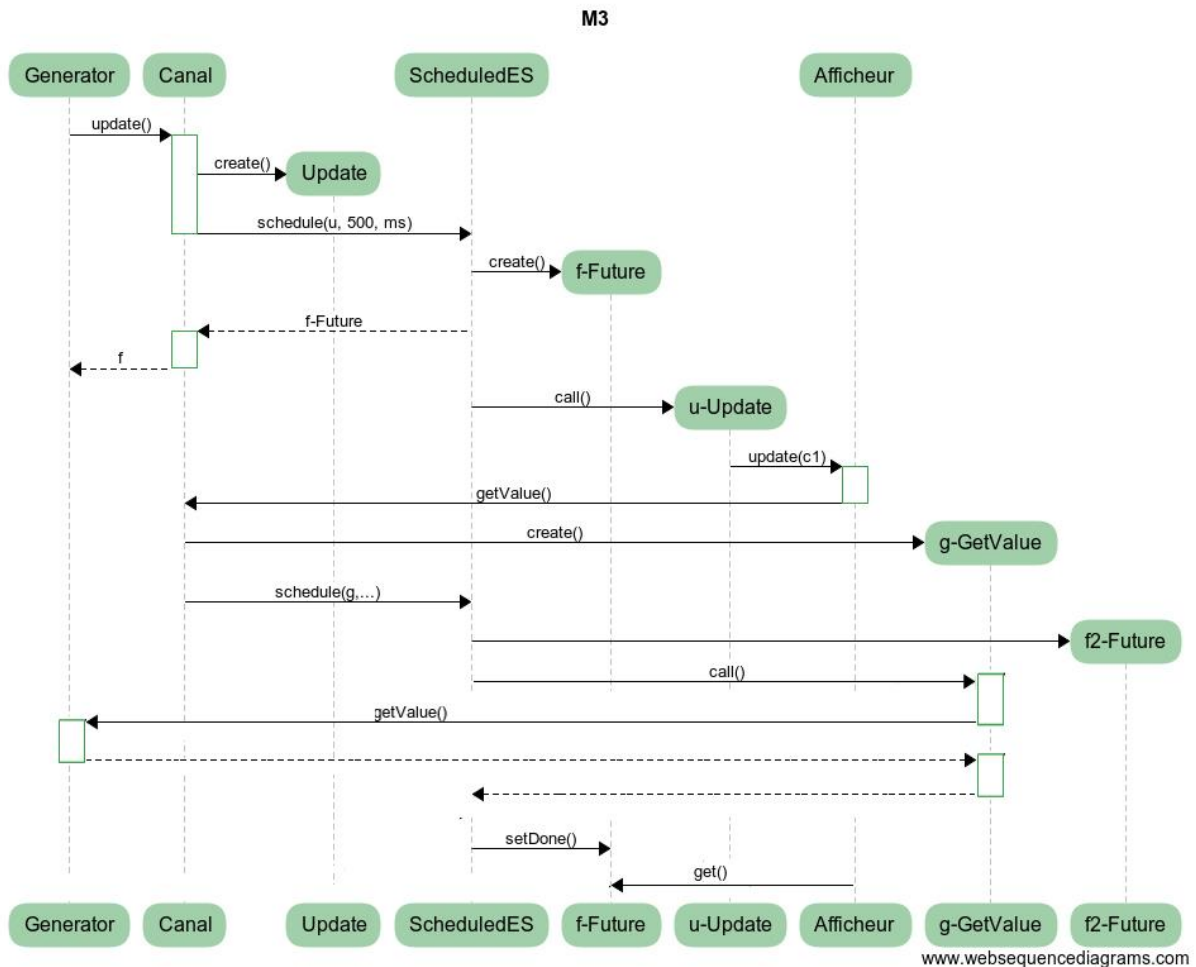 M3
Generator Canal ScheduledES Afficheur
update()
create() Update
schedule(u, 500, ms)
create() f-Future
f-Future
f
call() u-Update
update(c1)
getValue()
create() g-GetValue
schedule(g,...)
f2-Future
call()
getValue()
setDone()
get()
Generator Canal Update ScheduledES f-Future u-Update Afficheur g-GetValue f2-Future
www.websequencediagrams.com